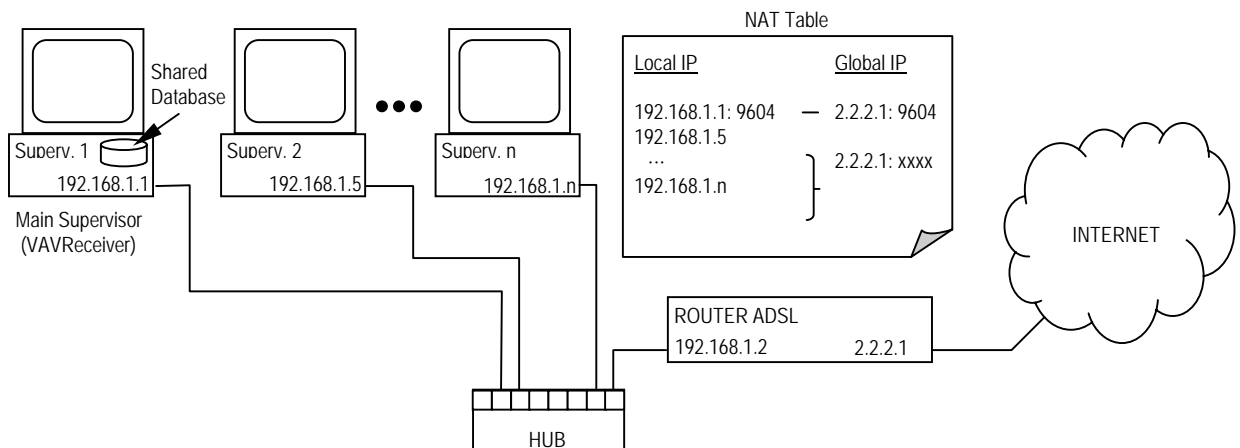 NAT Table
Local IP Global IP
192.168.1.1: 9604 — 2.2.2.1: 9604
192.168.1.5
...
2.2.2.1: xxxx
192.168.1.n
Shared
Database
Superv. 1
192.168.1.1
Superv. 2
192.168.1.5
Superv. n
192.168.1.n
Main Supervisor
(VAVReceiver)
INTERNET
ROUTER ADSL
192.168.1.2 2.2.2.1
HUB